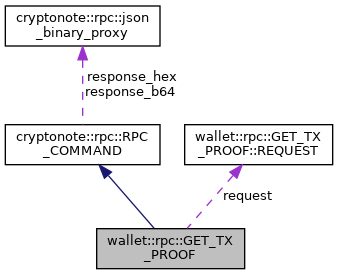 cryptonote::rpc::json
_binary_proxy
response_hex
response_b64
cryptonote::rpc::RPC
_COMMAND
wallet::rpc::GET_TX
_PROOF::REQUEST
request
wallet::rpc::GET_TX
_PROOF